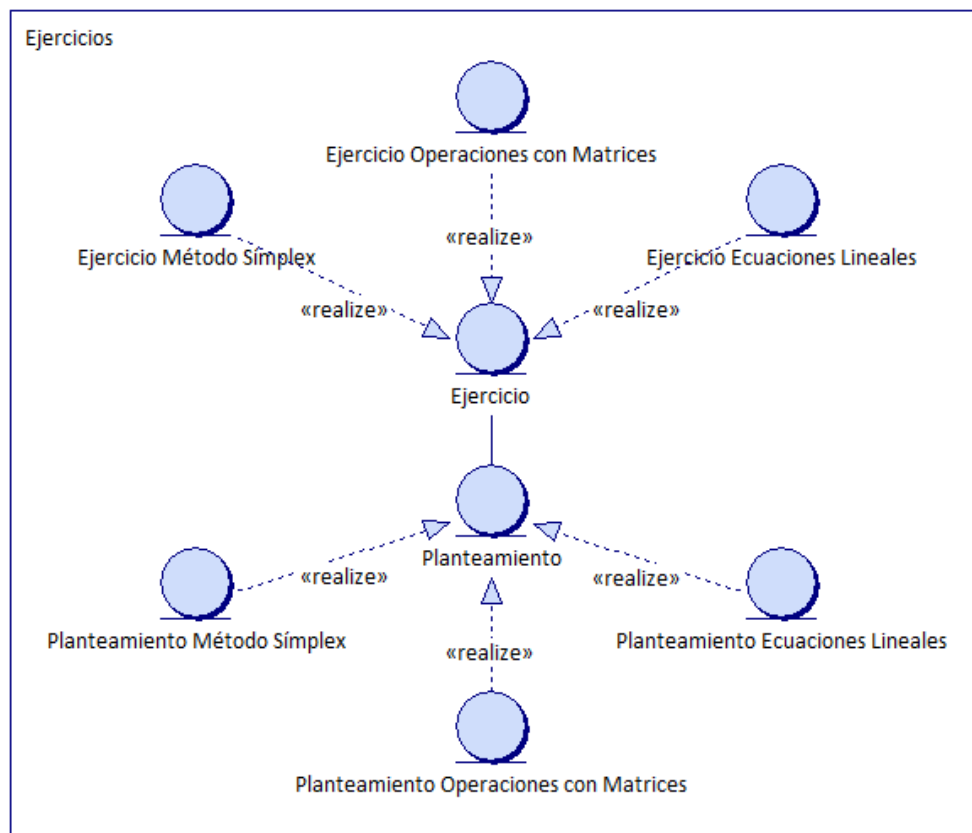 Ejercicios
Ejercicio Operaciones con Matrices
«realize»
Ejercicio Método Símplex
Ejercicio Ecuaciones Lineales
«realize»
«realize»
Ejercicio
Planteamiento
«realize»
«realize»
Planteamiento Método Símplex
Planteamiento Ecuaciones Lineales
«realize»
Planteamiento Operaciones con Matrices